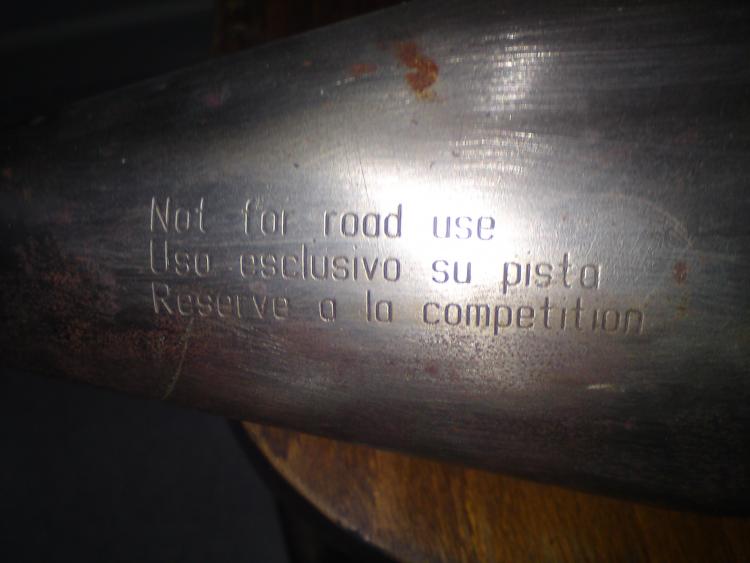 Not for road use
Uso esclusivo su pista
Reserve a la competition